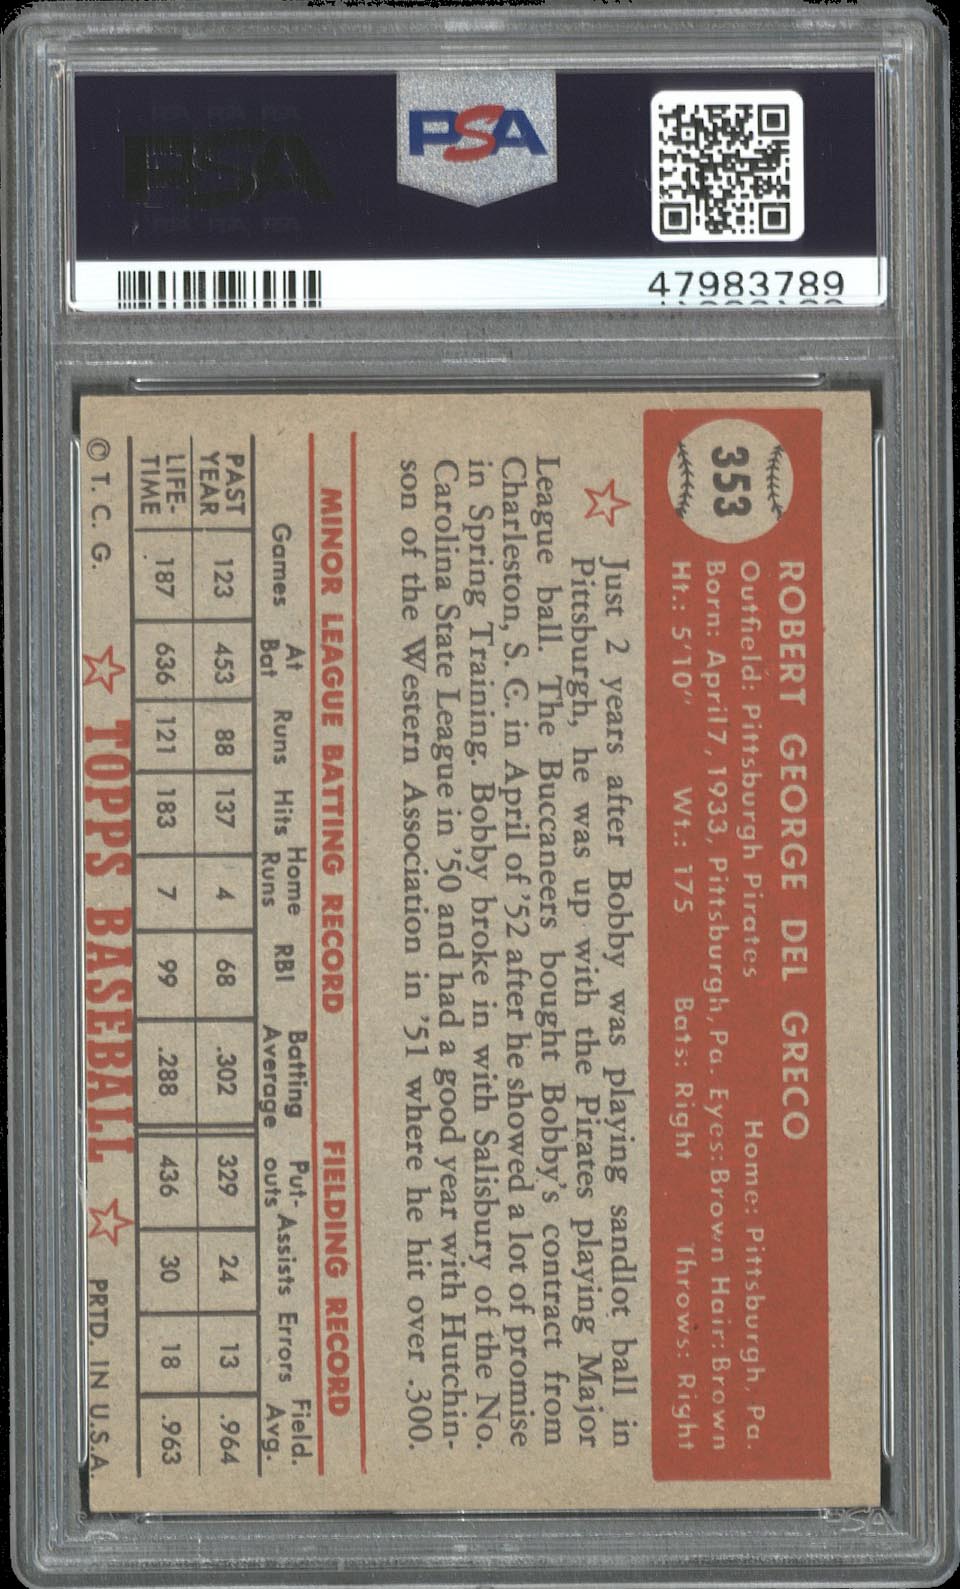 PSA
PSA
47983789
353
ROBERT GEORGE DEL GRECO
Outfield: Pittsburgh Pirates Home: Pittsburgh, Pa.
Born: April 7, 1933, Pittsburgh, Pa. Eyes: Brown Hair: Brown
Ht.: 5'10" Wt.: 175 Bats: Right Throws: Right
Just 2 years after Bobby was playing sandlot ball in
Pittsburgh, he was up with the Pirates playing Major
League ball. The Buccaneers bought Bobby's contract from
Charleston, S. C. in April of '52 after he showed a lot of promise
in Spring Training. Bobby broke in with Salisbury of the No.
Carolina State League in '50 and had a good year with Hutchin-
son of the Western Association in '51 where he hit over .300.
MINOR LEAGUE BATTING RECORD FIELDING RECORD
Games At Bat Runs Hits Home Runs RBI Batting Average Put-outs Assists Errors Field. Avg.
PAST YEAR 123 453 88 137 4 68 .302 329 24 13 .964
LIFE-TIME 187 636 121 183 7 99 .288 436 30 18 .963
© T. C. G. TOPPS BASEBALL PRTD. IN U.S.A.
PSA